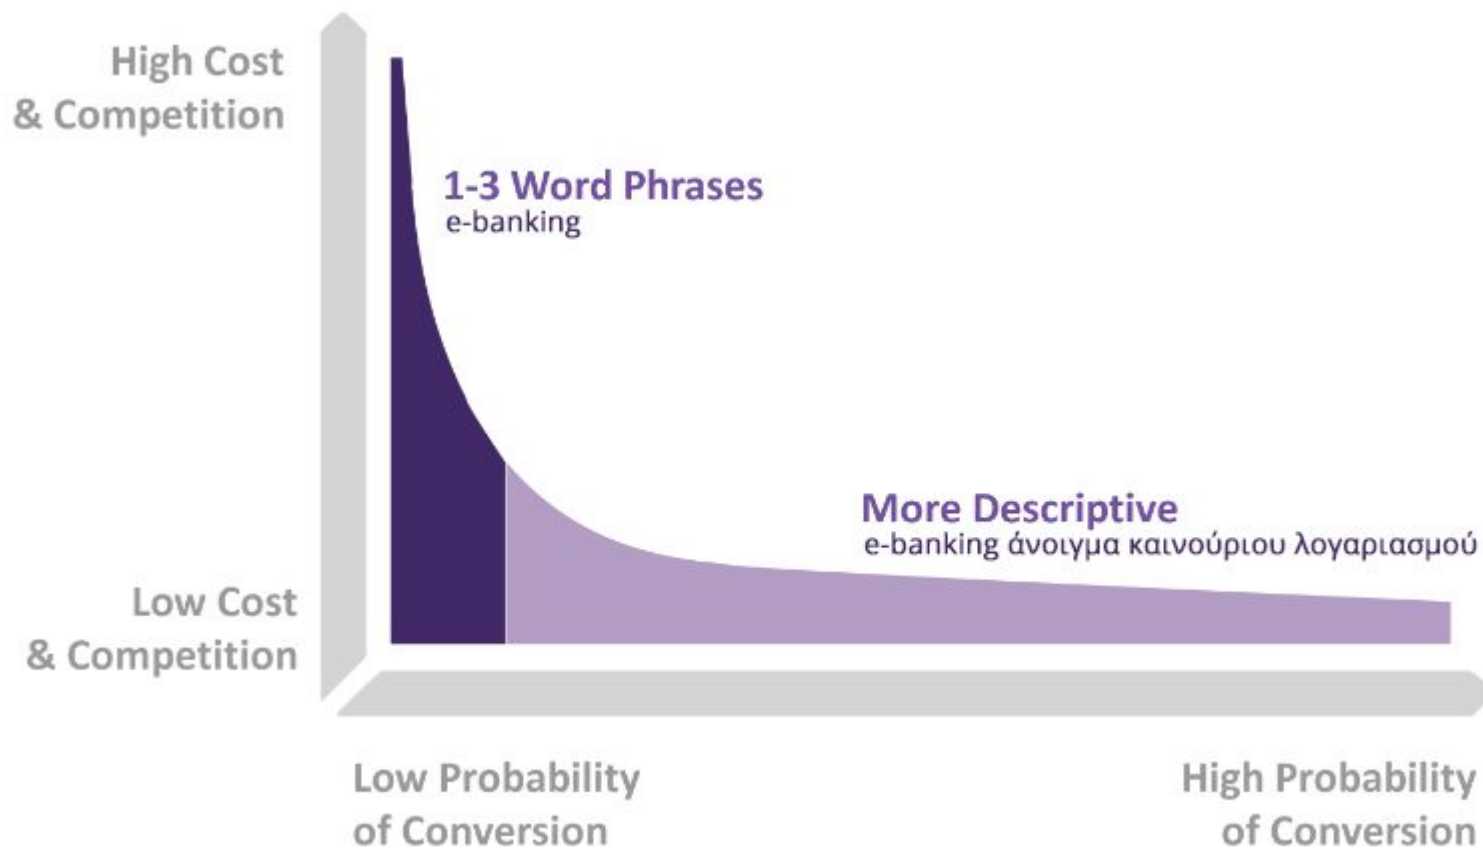 High Cost
& Competition
1-3 Word Phrases
e-banking
More Descriptive
e-banking άνοιγμα καινούριου λογαριασμού
Low Cost
& Competition
Low Probability
of Conversion
High Probability
of Conversion